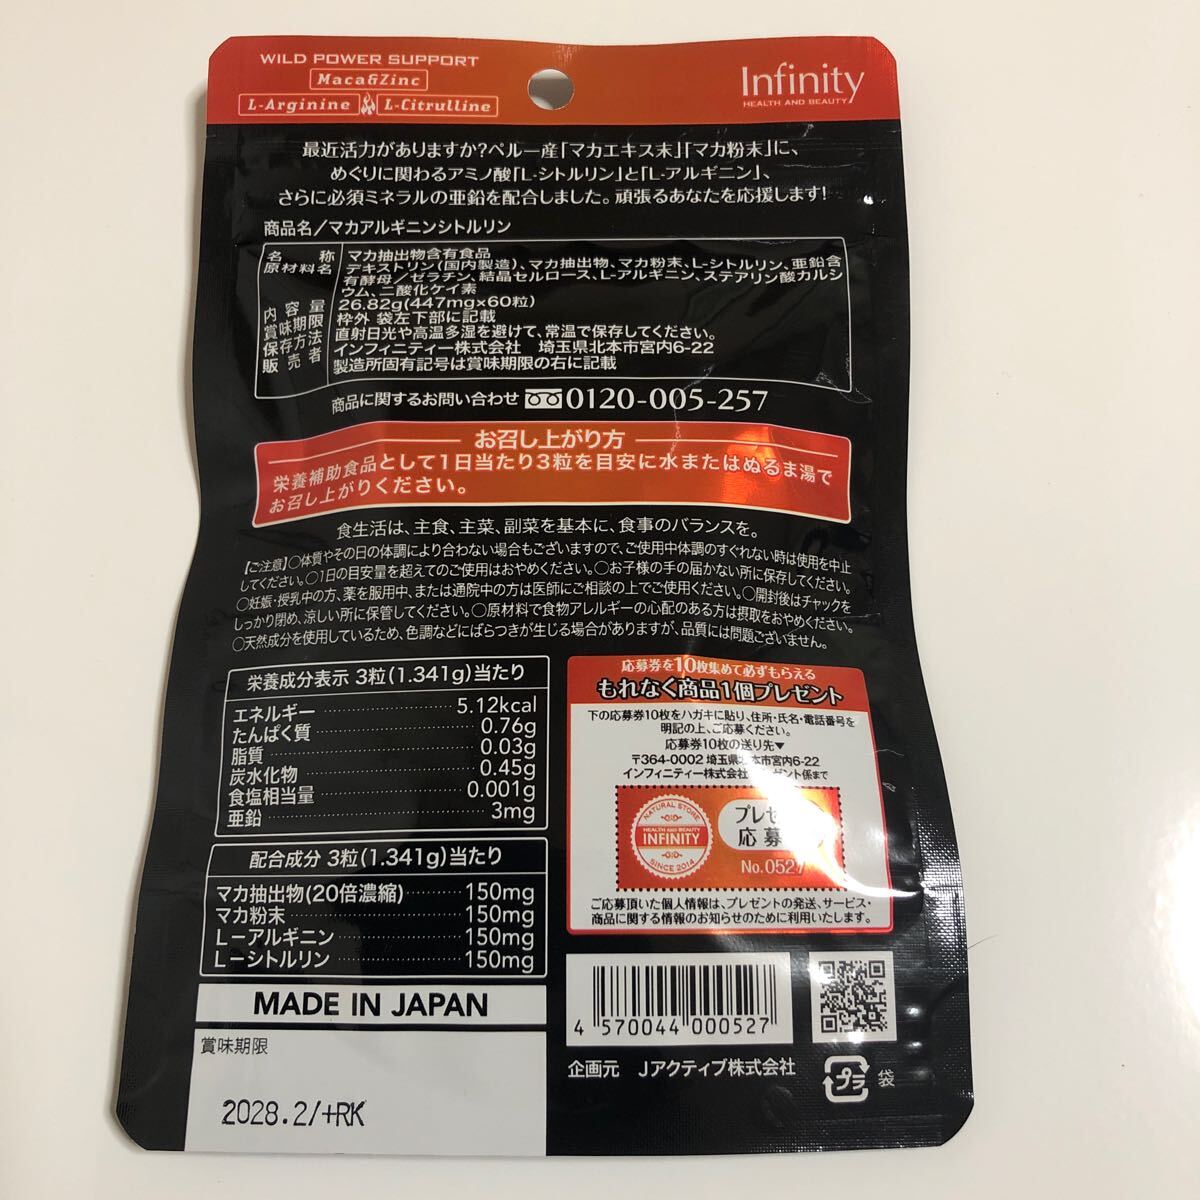 WILD POWER SUPPORT
Maca&Zinc
L-Arginine L-Citrulline
Infinity
HEALTH AND BEAUTY
最近活力がありますか?ペルー産「マカエキス末」「マカ粉末」に、
めぐりに関わるアミノ酸「L-シトルリン」と「L-アルギニン」、
さらに必須ミネラルの亜鉛を配合しました。頑張るあなたを応援します!
商品名/マカアルギニンシトルリン
名称 マカ抽出物含有食品
原材料名 デキストリン(国内製造)、マカ抽出物、マカ粉末、L-シトルリン、亜鉛含
有酵母/ゼラチン、結晶セルロース、L-アルギニン、ステアリン酸カルシ
ウム、二酸化ケイ素
内容量 26.82g(447mg×60粒)
賞味期限 枠外 袋左下部に記載
保存方法 直射日光や高温多湿を避けて、常温で保存してください。
販売者 インフィニティー株式会社 埼玉県北本市宮内6-22
製造所固有記号は賞味期限の右に記載
商品に関するお問い合わせ 0120-005-257
お召し上がり方
栄養補助食品として1日当たり3粒を目安に水またはぬるま湯で
お召し上がりください。
食生活は、主食、主菜、副菜を基本に、食事のバランスを。
【ご注意】○体質やその日の体調により合わない場合もございますので、ご使用中体調のすぐれない時は使用を中止
してください。○1日の目安量を超えてのご使用はおやめください。○お子様の手の届かない所に保存してください。
○妊娠・授乳中の方、薬を服用中、または通院中の方は医師にご相談の上でご使用ください。○開封後はチャックを
しっかり閉め、涼しい所に保管してください。○原材料で食物アレルギーの心配のある方は摂取をおやめください。
○天然成分を使用しているため、色調などにばらつきが生じる場合がありますが、品質には問題ございません。
栄養成分表示 3粒(1.341g)当たり
エネルギー 5.12kcal
たんぱく質 0.76g
脂質 0.03g
炭水化物 0.45g
食塩相当量 0.001g
亜鉛 3mg
配合成分 3粒(1.341g)当たり
マカ抽出物(20倍濃縮) 150mg
マカ粉末 150mg
L-アルギニン 150mg
L-シトルリン 150mg
MADE IN JAPAN
賞味期限
2028.2/+RK
応募券を10枚集めて必ずもらえる
もれなく商品1個プレゼント
下の応募券10枚をハガキに貼り、住所・氏名・電話番号を
明記の上、ご応募ください。
応募券10枚の送り先▼
〒364-0002 埼玉県北本市宮内6-22
インフィニティー株式会社 ゼント係まで
NATURAL STORE
HEALTH AND BEAUTY
INFINITY
SINCE 2014
プレゼ
応募
No.0527
ご応募頂いた個人情報は、プレゼントの発送、サービス・
商品に関する情報のお知らせのために利用いたします。
4 570044 000527
企画元 Jアクティブ株式会社
プラ 袋